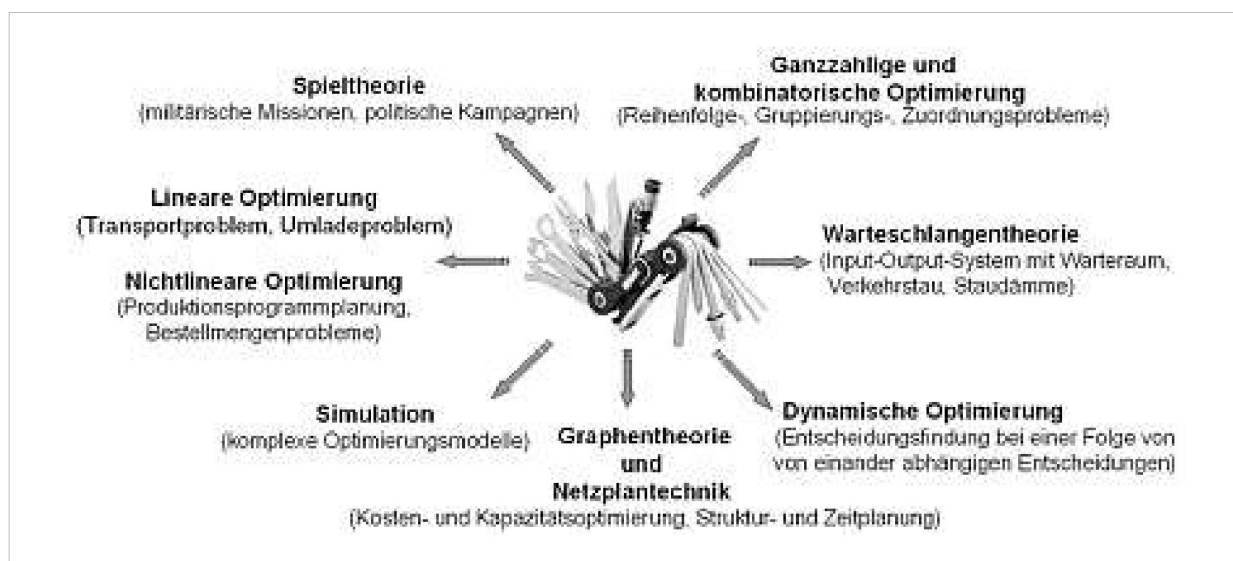 Spieltheorie
(militärische Missionen, politische Kampagnen)
Ganzzahlige und
kombinatorische Optimierung
(Reihenfolge-, Gruppierungs-, Zuordnungsprobleme)
Lineare Optimierung
(Transportproblem, Umladeproblem)
Nichtlineare Optimierung
(Produktionsprogrammplanung,
Bestellmengenprobleme)
Warteschlangentheorie
(Input-Output-System mit Warteraum,
Verkehrstau, Staudämme)
Simulation
(komplexe Optimierungsmodelle)
Graphentheorie
und
Netzplantechnik
(Kosten- und Kapazitätsoptimierung, Struktur- und Zeitplanung)
Dynamische Optimierung
(Entscheidungsfindung bei einer Folge von
von einander abhängigen Entscheidungen)